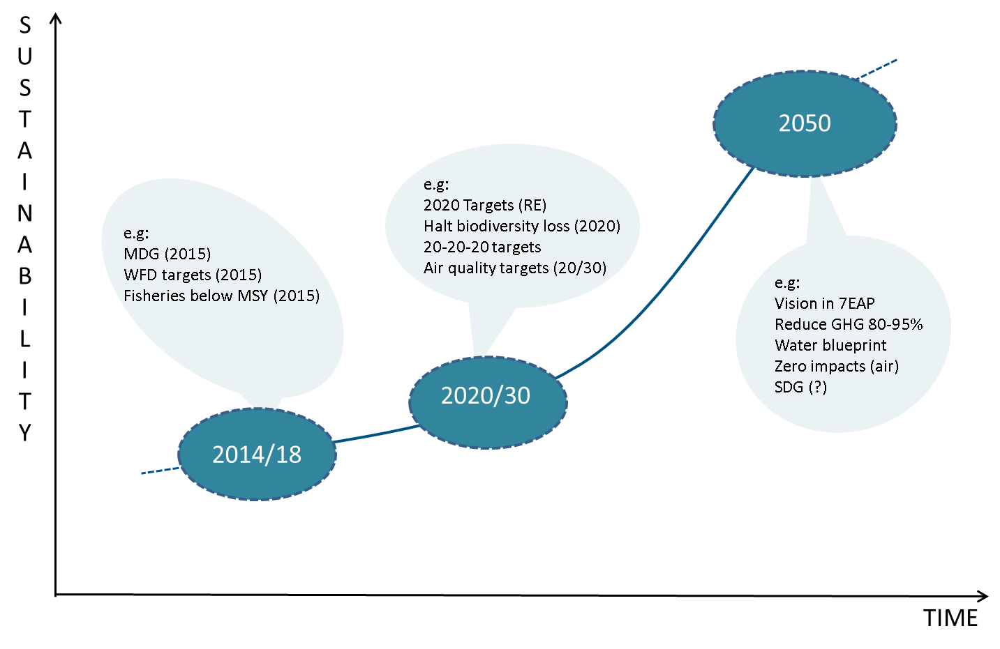 SUSTAINABILITY
2050
e.g:
2020 Targets (RE)
Halt biodiversity loss (2020)
20-20-20 targets
Air quality targets (20/30)
e.g:
MDG (2015)
WFD targets (2015)
Fisheries below MSY (2015)
e.g:
Vision in 7EAP
Reduce GHG 80-95%
Water blueprint
Zero impacts (air)
SDG (?)
2020/30
2014/18
TIME